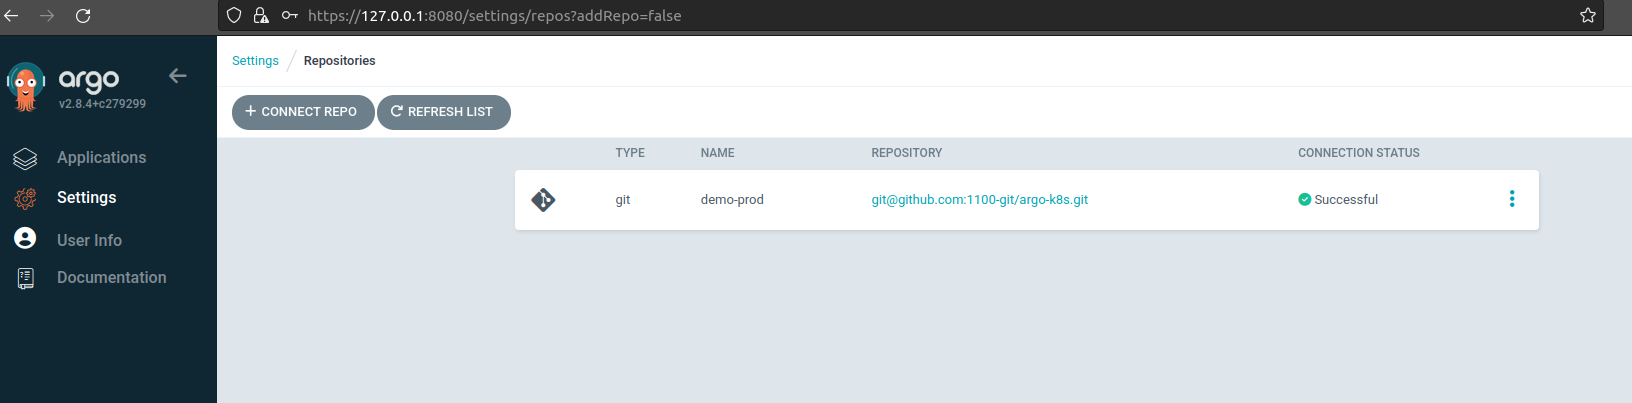 https://127.0.0.1:8080/settings/repos?addRepo=false
argo
v2.8.4+c279299
Applications
Settings
User Info
Documentation
Settings / Repositories
+ CONNECT REPO REFRESH LIST
TYPE NAME REPOSITORY CONNECTION STATUS
git demo-prod git@github.com:1100-git/argo-k8s.git Successful